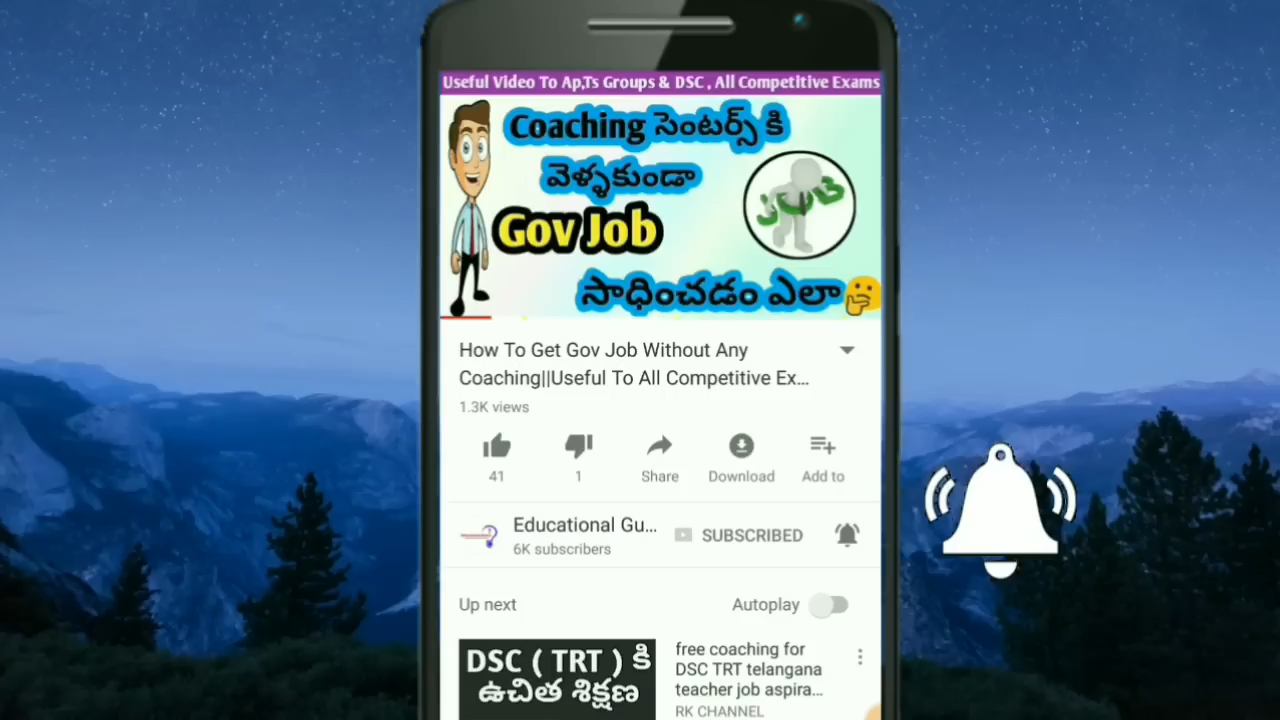 Useful Video To Ap,Ts Groups & DSC , All Competitive Exams
Coaching సెంటర్స్ కి
వెళ్ళకుండా
JOB
Gov Job
సాధించడం ఎలా
How To Get Gov Job Without Any
Coaching||Useful To All Competitive Ex...
1.3K views
41
1
Share
Download
Add to
Educational Gu...
SUBSCRIBED
6K subscribers
Up next
Autoplay
DSC ( TRT ) కి
ఉచిత శిక్షణ
free coaching for
DSC TRT telangana
teacher job aspira...
RK CHANNEL